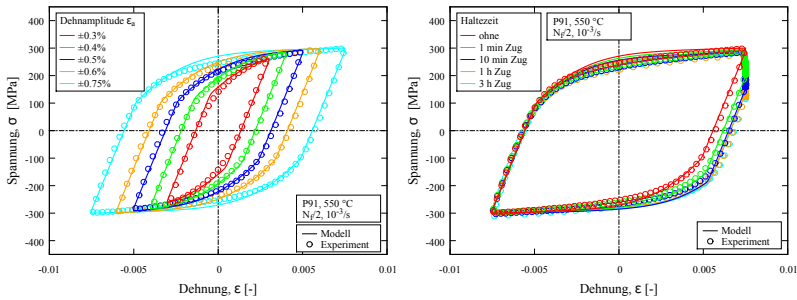 Dehnamplitude εa
±0.3%
±0.4%
±0.5%
±0.6%
±0.75%
P91, 550 °C
Nf/2, 10-3/s
Modell
Experiment
400
300
200
100
0
-100
-200
-300
-400
-0.01
-0.005
0
0.005
0.01
Spannung, σ [MPa]
Dehnung, ε [-]
Haltezeit
ohne
1 min Zug
10 min Zug
1 h Zug
3 h Zug
P91, 550 °C
Nf/2, 10-3/s
Modell
Experiment
400
300
200
100
0
-100
-200
-300
-400
-0.01
-0.005
0
0.005
0.01
Spannung, σ [MPa]
Dehnung, ε [-]